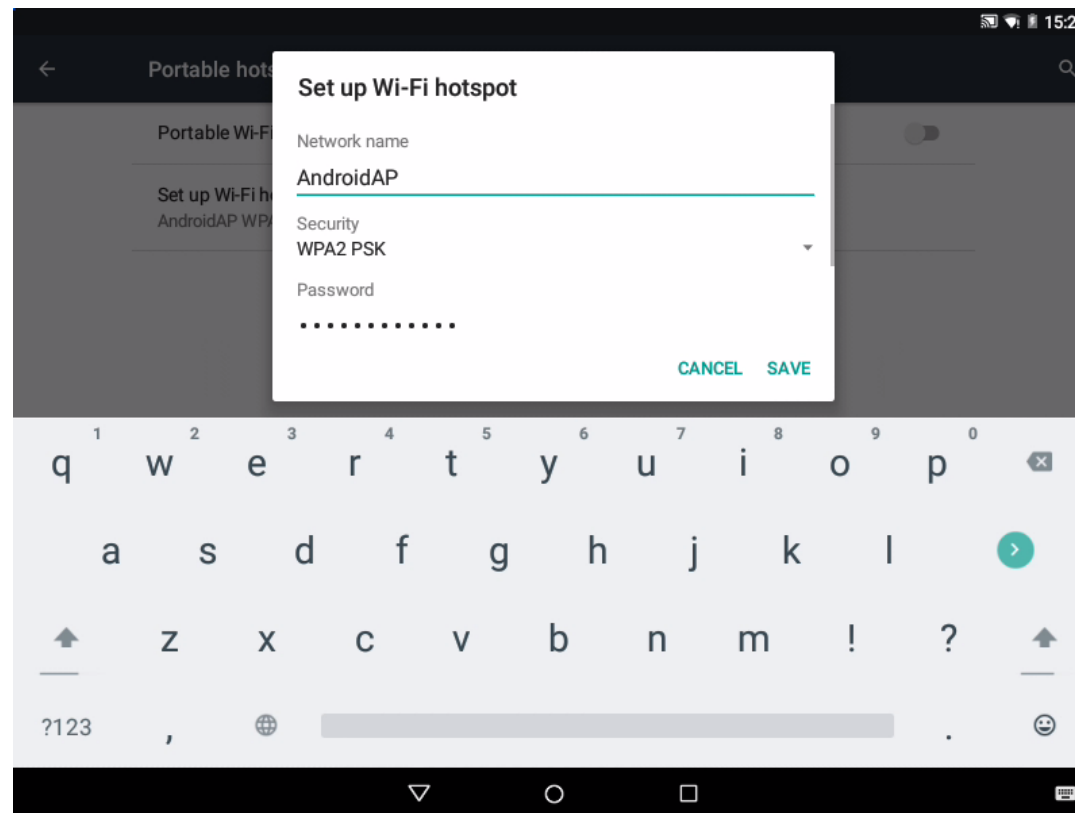 15:2
Portable hots
Set up Wi-Fi hotspot
Portable Wi-Fi
Network name
AndroidAP
Set up Wi-Fi h
AndroidAP WPA
Security
WPA2 PSK
Password
CANCEL SAVE
1 2 3 4 5 6 7 8 9 0
q w e r t y u i o p
a s d f g h j k l
z x c v b n m ! ?
?123 , .